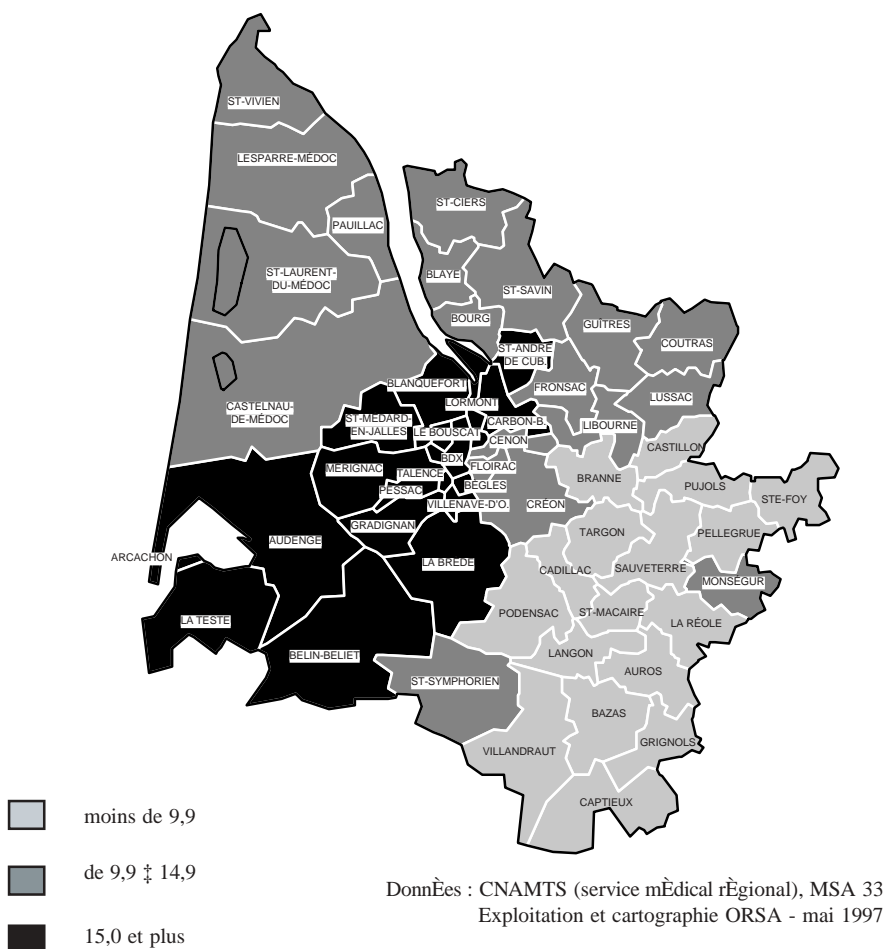 ST-VIVIEN
LESPARRE-MÉDOC
PAUILLAC
ST-CIERS
ST-LAURENT-
DU-MÉDOC
BLAYE
ST-SAVIN
BOURG
GUÎTRES
COUTRAS
ST-ANDRE
DE CUB.
BLANQUEFORT
FRONSAC
LUSSAC
CASTELNAU-
DE-MÉDOC
LORMONT
ST-MEDARD-
EN-JALLES
LE BOUSCAT
CARBON-B.
CENON
LIBOURNE
CASTILLON
BDX
FLOIRAC
MERIGNAC
TALENCE
BRANNE
PESSAC
BEGLES
PUJOLS
STE-FOY
VILLENAVE-D'O.
CRÉON
GRADIGNAN
TARGON
PELLEGRUE
AUDENGE
ARCACHON
LA BREDE
CADILLAC
SAUVETERRE
MONSÉGUR
PODENSAC
ST-MACAIRE
LA RÉOLE
LA TESTE
BELIN-BELIET
LANGON
AUROS
ST-SYMPHORIEN
BAZAS
VILLANDRAUT
GRIGNOLS
CAPTIEUX
moins de 9,9
de 9,9 ‡ 14,9
15,0 et plus
DonnÈes : CNAMTS (service mÈdical rÈgional), MSA 33
Exploitation et cartographie ORSA - mai 1997